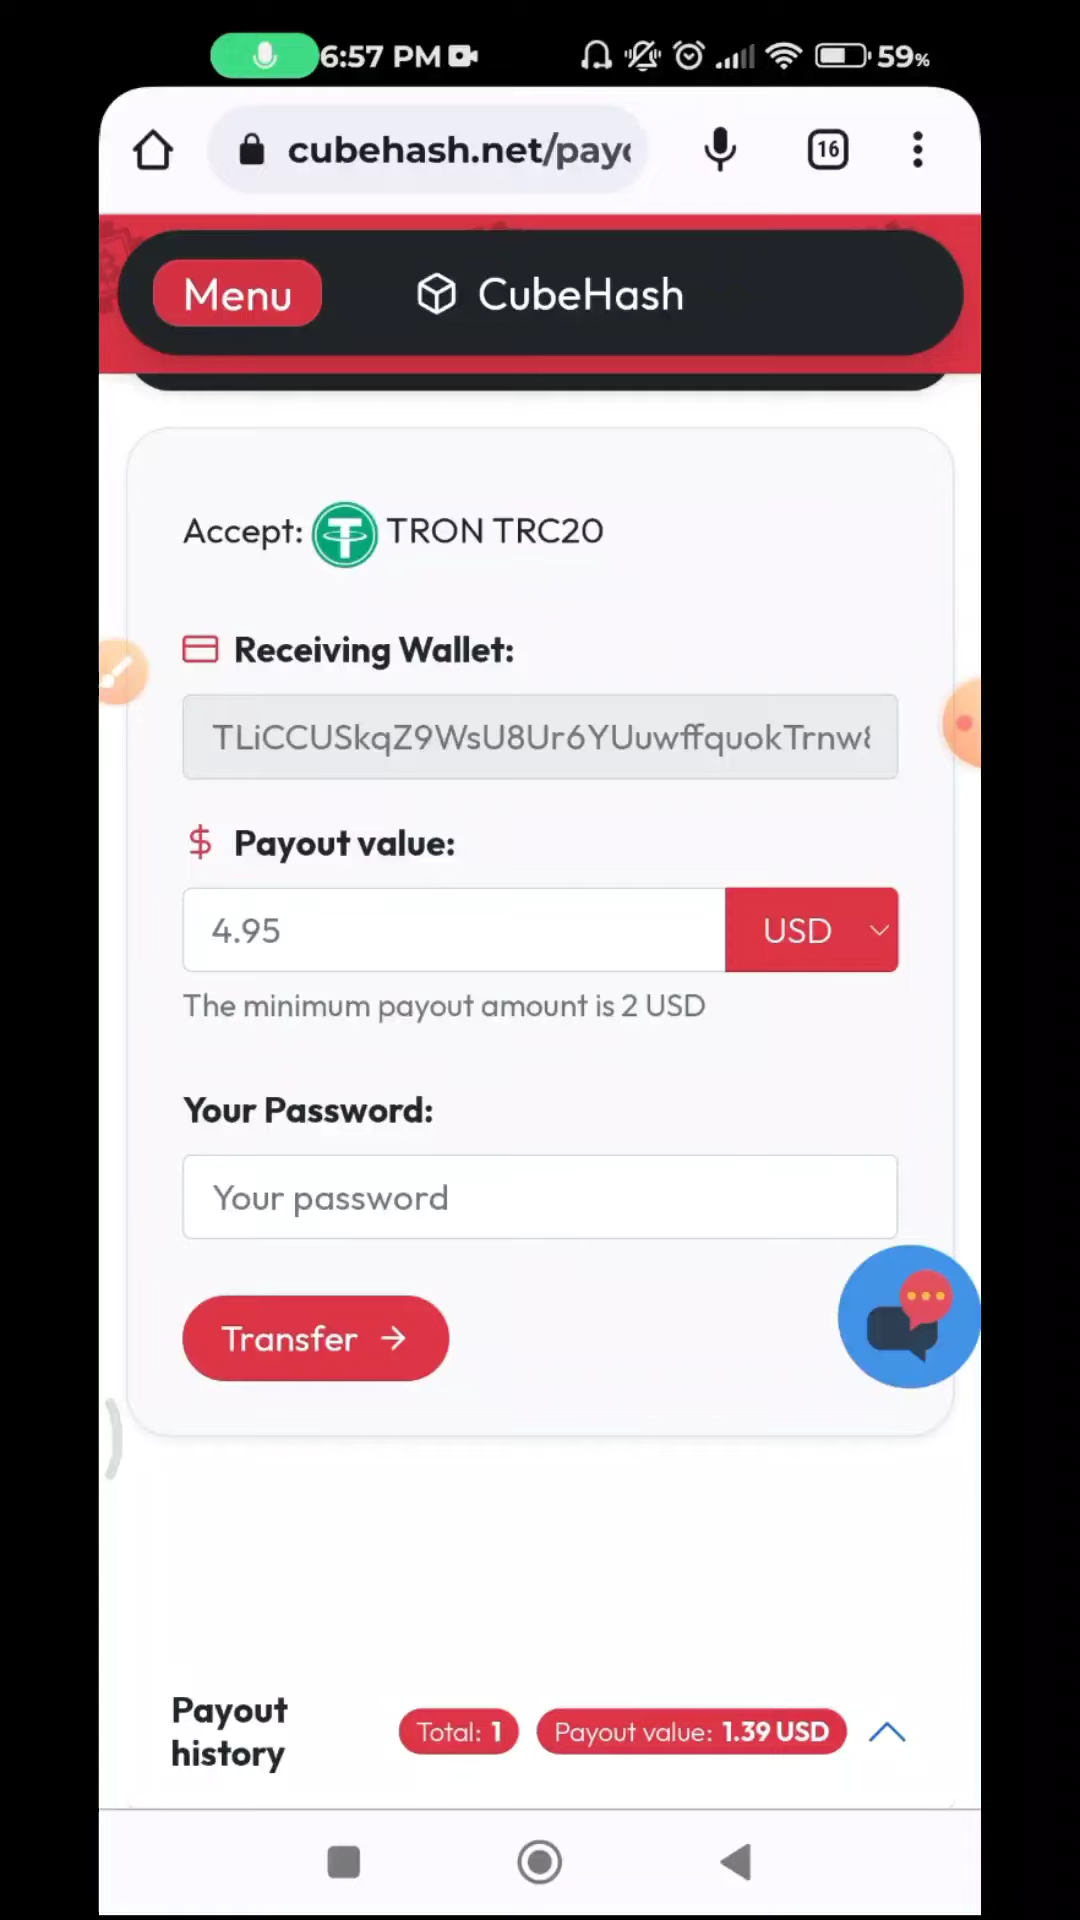 6:57 PM 59%
cubehash.net/payo
16
Menu CubeHash
Accept: TRON TRC20
Receiving Wallet:
TLiCCUSkqZ9WsU8Ur6YUuwffquokTrnw8
$ Payout value:
4.95 USD
The minimum payout amount is 2 USD
Your Password:
Your password
Transfer →
Payout history
Total: 1 Payout value: 1.39 USD